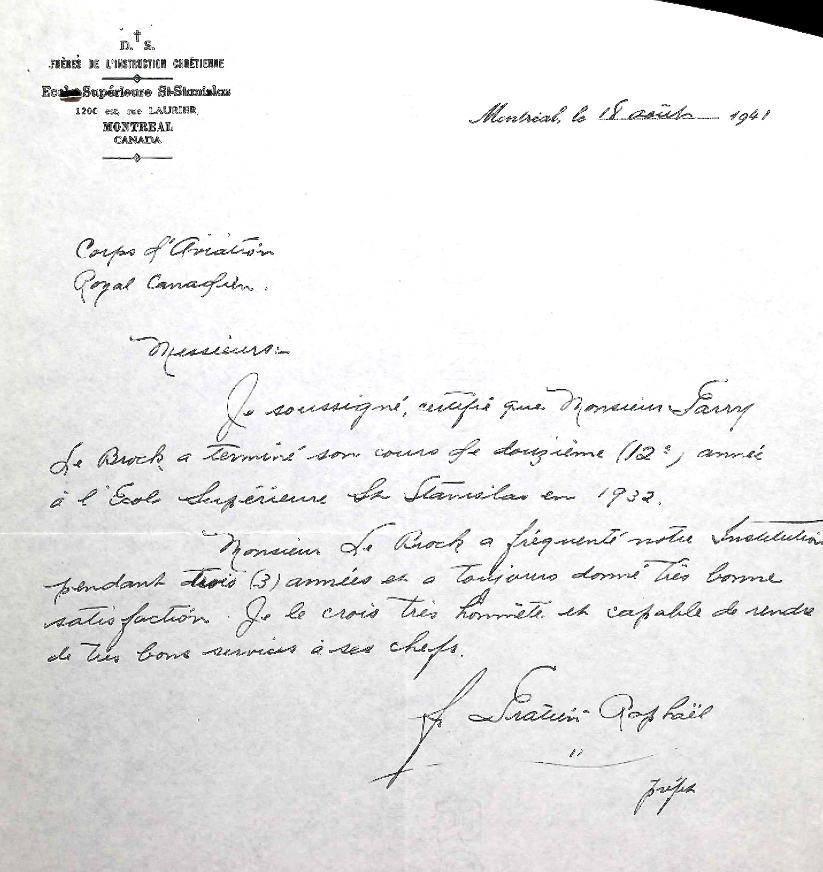 D. † S.
FRÈRES DE L'INSTRUCTION CHRÉTIENNE
Ecole Supérieure St-Stanislas
1200 est, rue LAURIER,
MONTREAL
CANADA
Montréal, le 18 août 1941
Corps d'Aviation
Royal Canadien.
Messieurs:-
Je soussigné, certifie que Monsieur
Le Brock a terminé son cours de douzième (12e) année
à l'Ecole Supérieure St Stanislas en 1932.
Monsieur Le Brock a fréquenté notre Institution
pendant trois (3) années et a toujours donné très bonne
satisfaction. Je le crois très honnête et capable de rendre
de très bons services à ses chefs.
f. Gratien-Raphaël
"
préfet